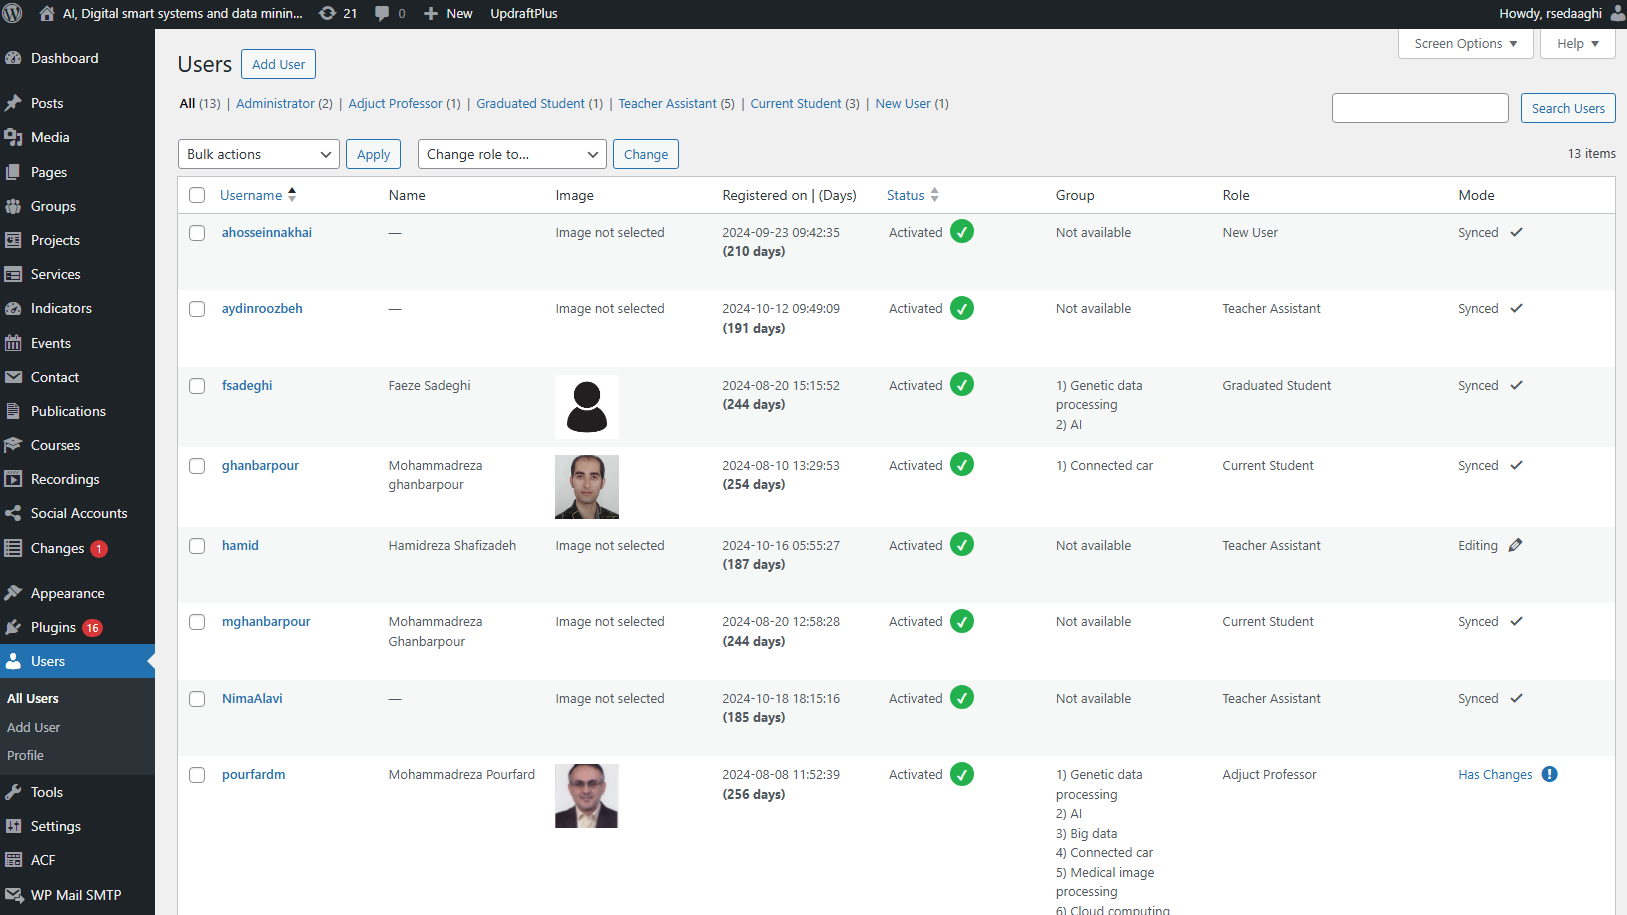 AI, Digital smart systems and data minin... 21 0 New UpdraftPlus Howdy, rsedaaghi
Screen Options Help
Dashboard
Posts
Media
Pages
Groups
Projects
Services
Indicators
Events
Contact
Publications
Courses
Recordings
Social Accounts
Changes 1
Appearance
Plugins 16
Users
All Users
Add User
Profile
Tools
Settings
ACF
WP Mail SMTP
Users Add User
All (13) | Administrator (2) | Adjuct Professor (1) | Graduated Student (1) | Teacher Assistant (5) | Current Student (3) | New User (1)
Search Users
Bulk actions Apply Change role to... Change 13 items
Username Name Image Registered on | (Days) Status Group Role Mode
ahosseinnakhai — Image not selected 2024-09-23 09:42:35 Activated Not available New User Synced
(210 days)
aydinroozbeh — Image not selected 2024-10-12 09:49:09 Activated Not available Teacher Assistant Synced
(191 days)
fsadeghi Faeze Sadeghi 2024-08-20 15:15:52 Activated 1) Genetic data Graduated Student Synced
(244 days) processing
2) AI
ghanbarpour Mohammadreza 2024-08-10 13:29:53 Activated 1) Connected car Current Student Synced
ghanbarpour (254 days)
hamid Hamidreza Shafizadeh Image not selected 2024-10-16 05:55:27 Activated Not available Teacher Assistant Editing
(187 days)
mghanbarpour Mohammadreza Image not selected 2024-08-20 12:58:28 Activated Not available Current Student Synced
Ghanbarpour (244 days)
NimaAlavi — Image not selected 2024-10-18 18:15:16 Activated Not available Teacher Assistant Synced
(185 days)
pourfardm Mohammadreza Pourfard 2024-08-08 11:52:39 Activated 1) Genetic data Adjuct Professor Has Changes
(256 days) processing
2) AI
3) Big data
4) Connected car
5) Medical image
processing
6) Cloud computing